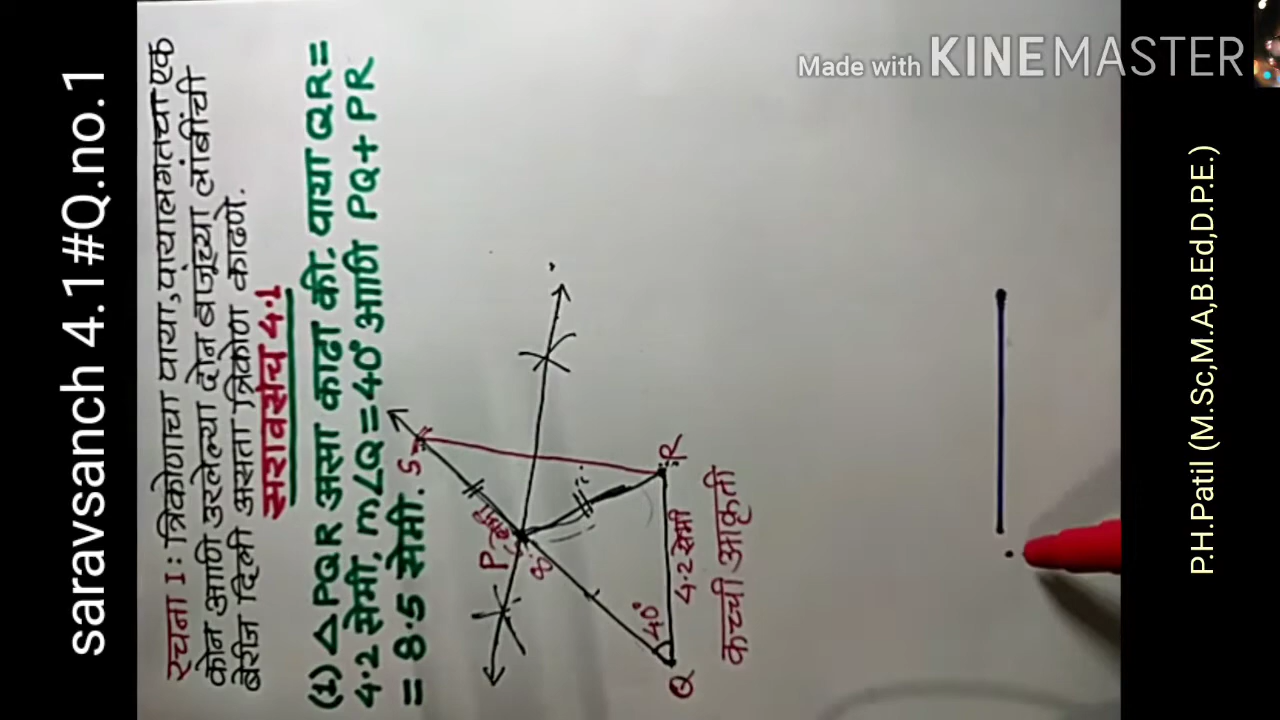 saravsanch 4.1#Q.no.1
रचना I : त्रिकोणाचा पाया, पायालगतचा एक
कोन आणि उरलेल्या दोन बाजूंच्या लांबींची
बेरीज दिली असता त्रिकोण काढणे.
सरावसंच 4.1
(1) △ PQR असा काढा की, पाया QR =
4.2 सेमी, m∠Q = 40° आणि PQ + PR
= 8.5 सेमी.
S
P
40°
Q
R
4.2 सेमी
कच्ची आकृती
Made with KINEMASTER
P.H.Patil (M.Sc,M.A,B.Ed,D.P.E.)